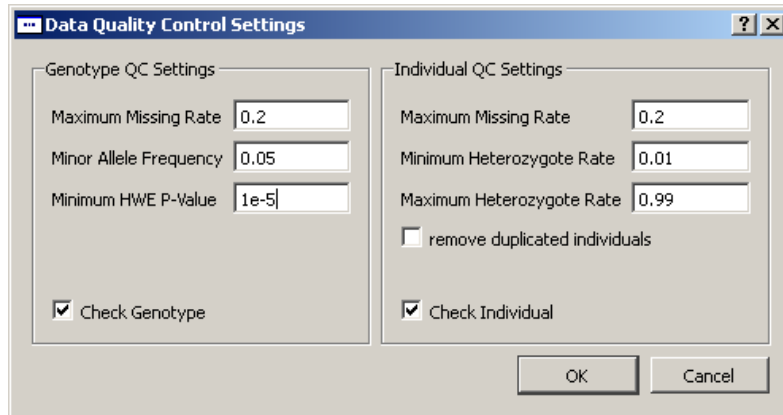 Data Quality Control Settings
Genotype QC Settings
Maximum Missing Rate 0.2
Minor Allele Frequency 0.05
Minimum HWE P-Value 1e-5
Check Genotype
Individual QC Settings
Maximum Missing Rate 0.2
Minimum Heterozygote Rate 0.01
Maximum Heterozygote Rate 0.99
remove duplicated individuals
Check Individual
OK Cancel